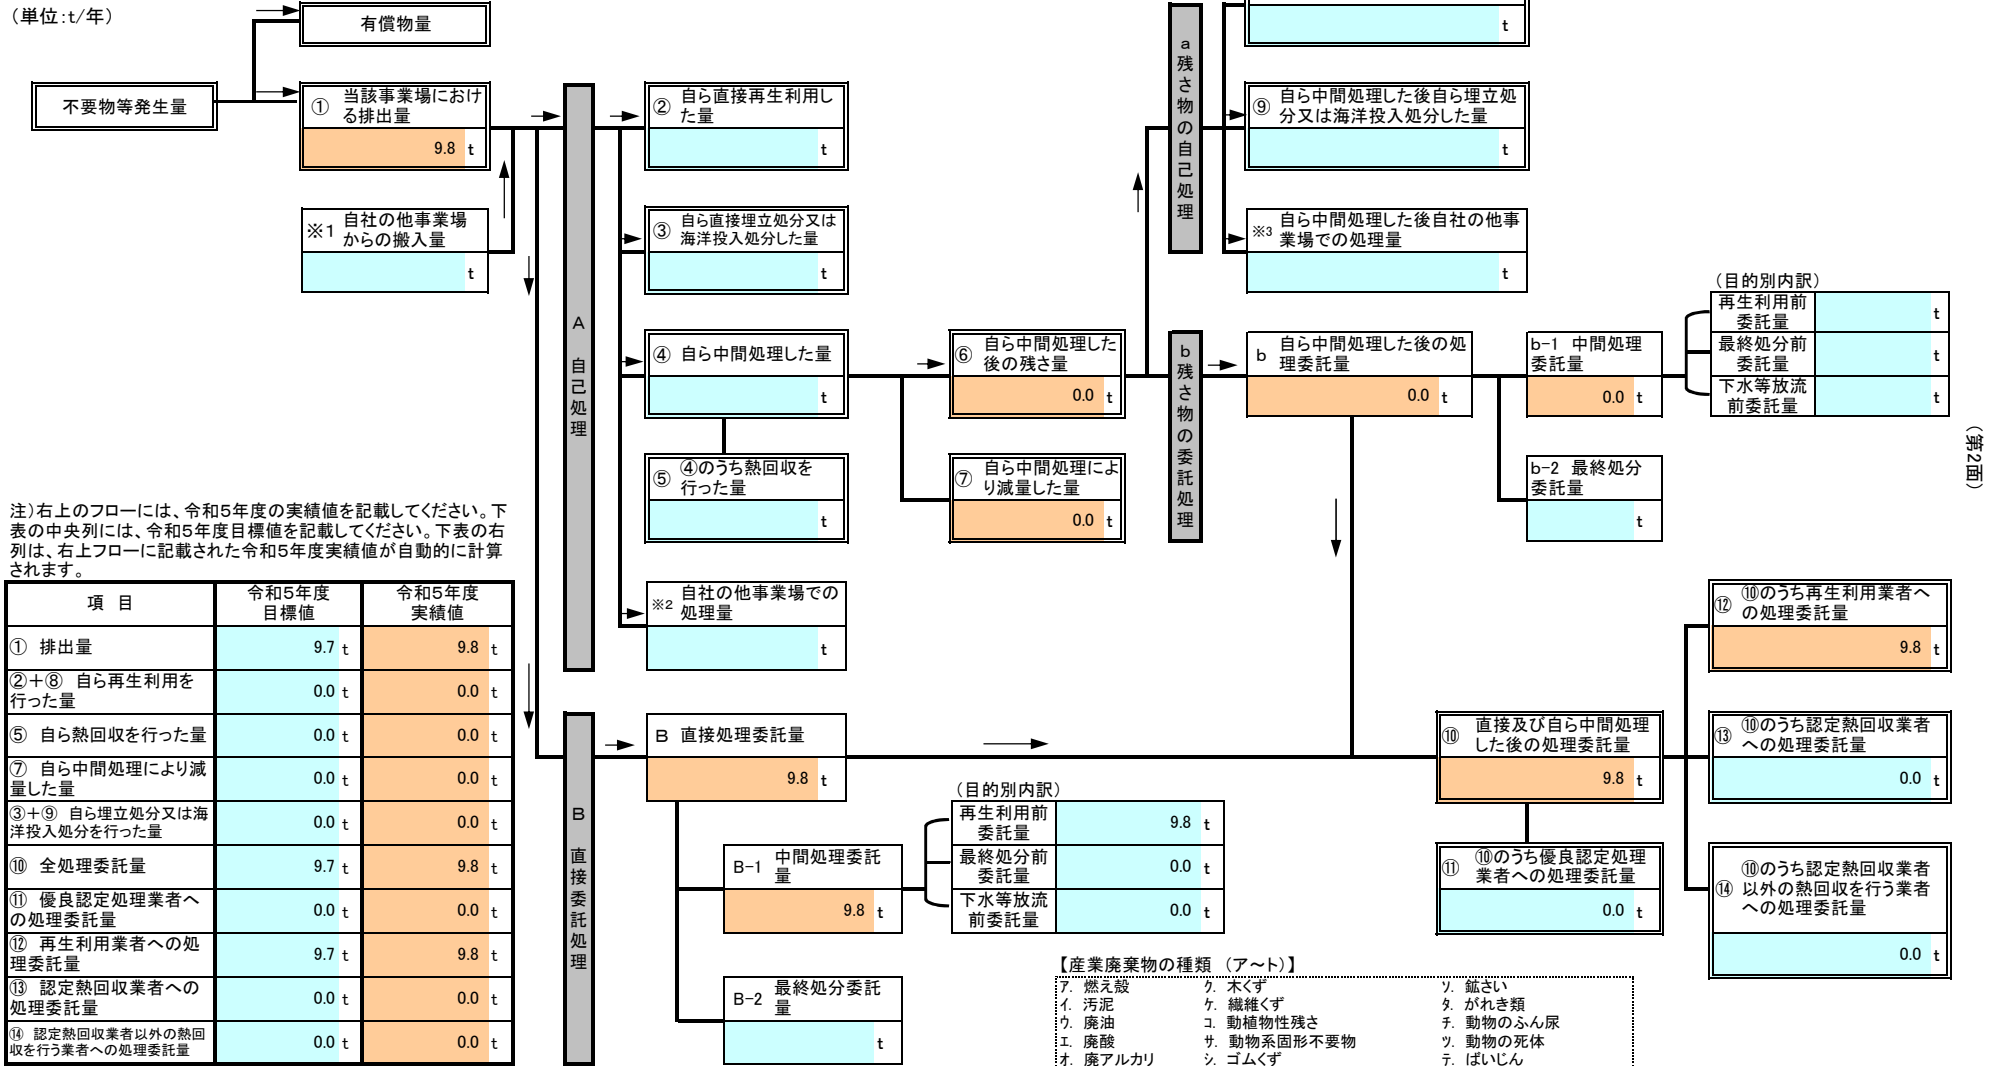 （単位：t/年）
有償物量
不要物等発生量
① 当該事業場におけ
る排出量
9.8 t
※1 自社の他事業場
からの搬入量
t
A 自己処理
② 自ら直接再生利用し
た量
t
③ 自ら直接埋立処分又は
海洋投入処分した量
t
④ 自ら中間処理した量
t
⑤ ④のうち熱回収を
行った量
t
※2 自社の他事業場での
処理量
t
⑥ 自ら中間処理した
後の残さ量
0.0 t
⑦ 自ら中間処理によ
り減量した量
0.0 t
a 残さ物の自己処理
t
⑨ 自ら中間処理した後自ら埋立処
分又は海洋投入処分した量
t
※3 自ら中間処理した後自社の他事
業場での処理量
t
b 残さ物の委託処理
b 自ら中間処理した後の処
理委託量
0.0 t
b-1 中間処理
委託量
0.0 t
（目的別内訳）
再生利用前
委託量
t
最終処分前
委託量
t
下水等放流
前委託量
t
b-2 最終処分
委託量
t
（第2面）
注）右上のフローには、令和5年度の実績値を記載してください。下
表の中央列には、令和5年度目標値を記載してください。下表の右
列は、右上フローに記載された令和5年度実績値が自動的に計算
されます。
項 目 令和5年度 目標値 令和5年度 実績値
① 排出量 9.7 t 9.8 t
②＋⑧ 自ら再生利用を
行った量 0.0 t 0.0 t
⑤ 自ら熱回収を行った量 0.0 t 0.0 t
⑦ 自ら中間処理により減
量した量 0.0 t 0.0 t
③＋⑨ 自ら埋立処分又は海
洋投入処分を行った量 0.0 t 0.0 t
⑩ 全処理委託量 9.7 t 9.8 t
⑪ 優良認定処理業者へ
の処理委託量 0.0 t 0.0 t
⑫ 再生利用業者への処
理委託量 9.7 t 9.8 t
⑬ 認定熱回収業者への
処理委託量 0.0 t 0.0 t
⑭ 認定熱回収業者以外の熱回
収を行う業者への処理委託量 0.0 t 0.0 t
B 直接委託処理
B 直接処理委託量
9.8 t
B-1 中間処理委託
量
9.8 t
（目的別内訳）
再生利用前
委託量
9.8 t
最終処分前
委託量
0.0 t
下水等放流
前委託量
0.0 t
B-2 最終処分委託
量
t
⑩ 直接及び自ら中間処理
した後の処理委託量
9.8 t
⑪ ⑩のうち優良認定処理
業者への処理委託量
0.0 t
⑫ ⑩のうち再生利用業者へ
の処理委託量
9.8 t
⑬ ⑩のうち認定熱回収業者
への処理委託量
0.0 t
⑭ ⑩のうち認定熱回収業者
以外の熱回収を行う業者
への処理委託量
0.0 t
【産業廃棄物の種類 （ア～ト）】
ア. 燃え殻 ク. 木くず ソ. 鉱さい
イ. 汚泥 ケ. 繊維くず タ. がれき類
ウ. 廃油 コ. 動植物性残さ チ. 動物のふん尿
エ. 廃酸 サ. 動物系固形不要物 ツ. 動物の死体
オ. 廃アルカリ シ. ゴムくず テ. ばいじん